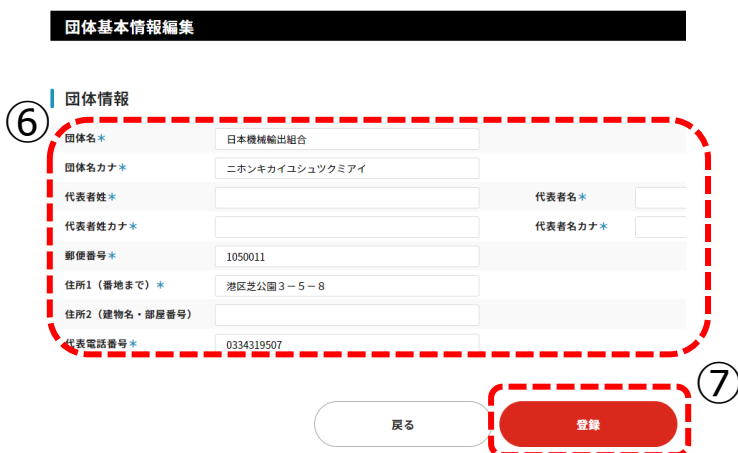 団体基本情報編集
団体情報
⑥
団体名＊ 日本機械輸出組合
団体名カナ＊ ニホンキカイユシュツクミアイ
代表者姓＊ 代表者名＊
代表者姓カナ＊ 代表者名カナ＊
郵便番号＊ 1050011
住所1（番地まで）＊ 港区芝公園３－５－８
住所2（建物名・部屋番号）
代表電話番号＊ 0334319507
⑦
戻る 登録